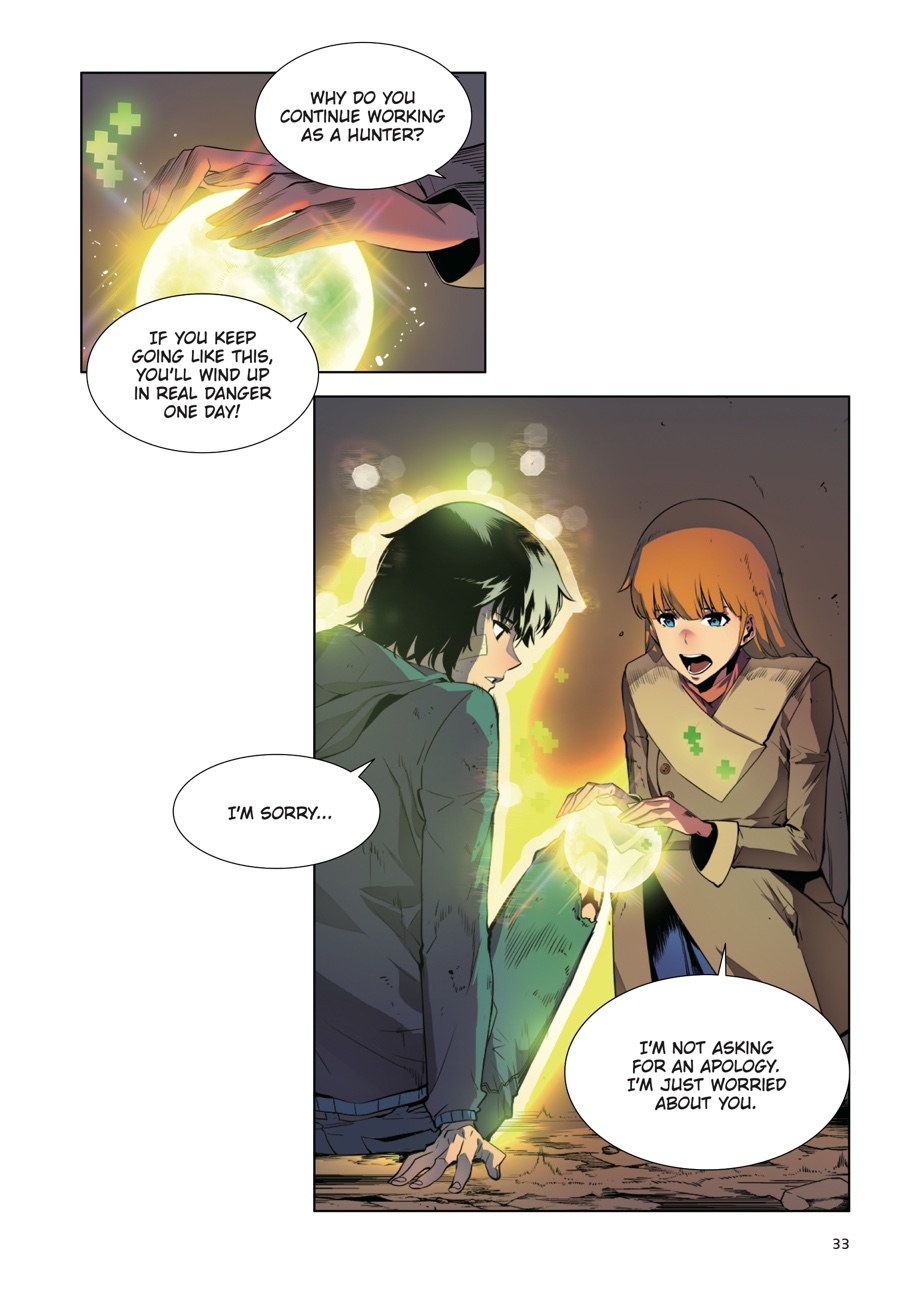 WHY DO YOU
CONTINUE WORKING
AS A HUNTER?
IF YOU KEEP
GOING LIKE THIS,
YOU'LL WIND UP
IN REAL DANGER
ONE DAY!
I'M SORRY...
I'M NOT ASKING
FOR AN APOLOGY.
I'M JUST WORRIED
ABOUT YOU.
33